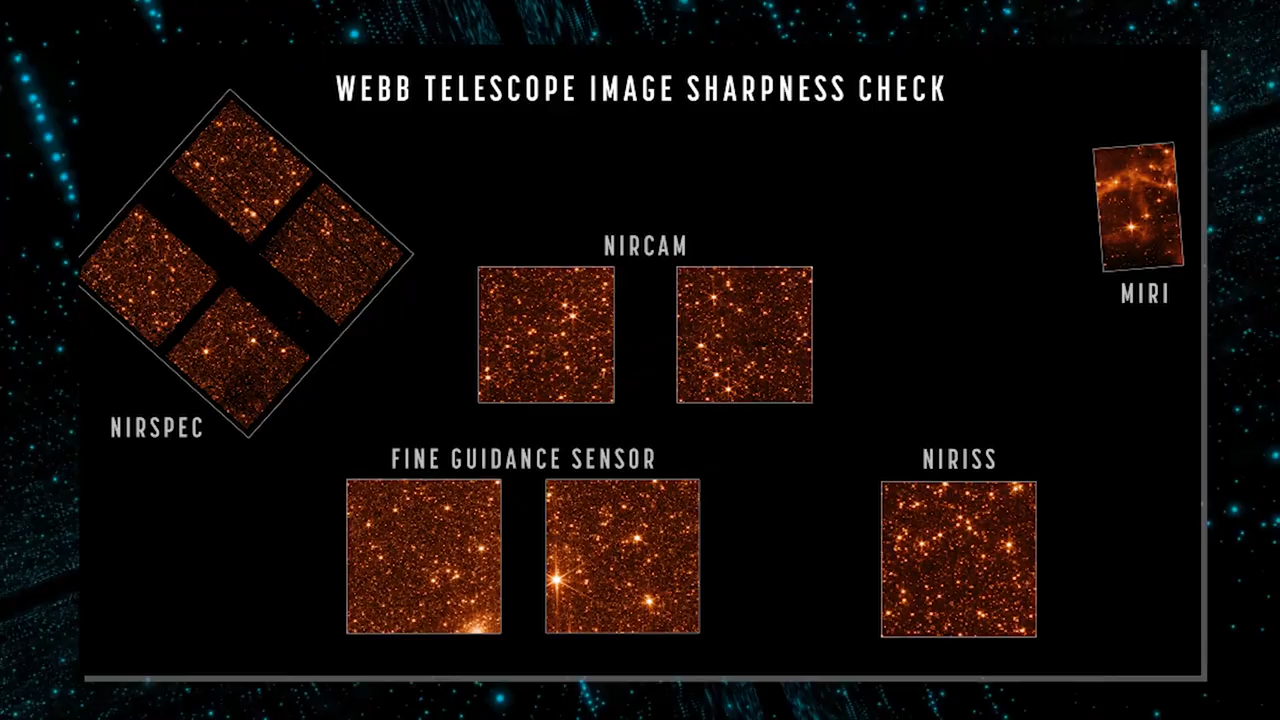 WEBB TELESCOPE IMAGE SHARPNESS CHECK
NIRCAM
MIRI
NIRSPEC
FINE GUIDANCE SENSOR
NIRISS